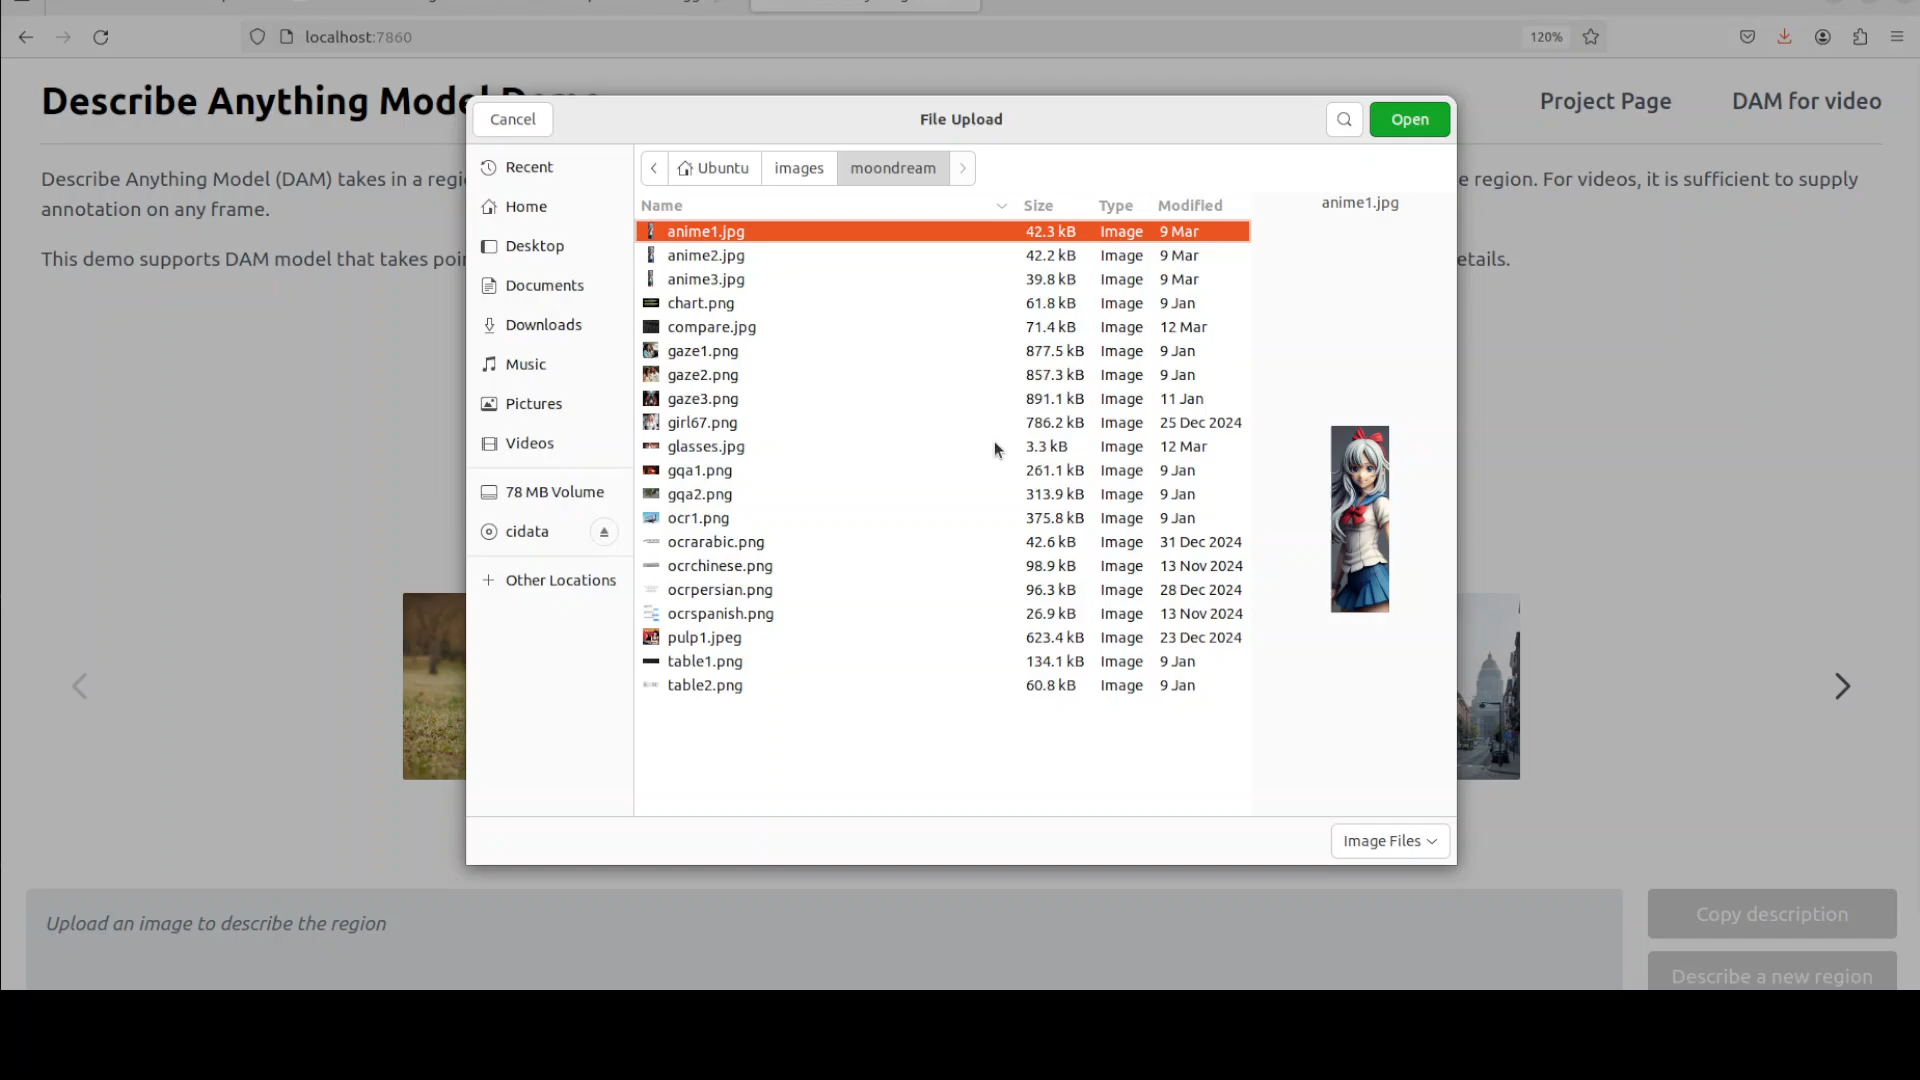 localhost:7860
120%
Describe Anything Model Demo
Project Page
DAM for video
Describe Anything Model (DAM) takes in a regi
e region. For videos, it is sufficient to supply
annotation on any frame.
This demo supports DAM model that takes poi
etails.
Cancel
File Upload
Open
Recent
Home
Desktop
Documents
Downloads
Music
Pictures
Videos
78 MB Volume
cidata
Other Locations
Ubuntu
images
moondream
Name Size Type Modified
anime1.jpg 42.3 kB Image 9 Mar
anime2.jpg 42.2 kB Image 9 Mar
anime3.jpg 39.8 kB Image 9 Mar
chart.png 61.8 kB Image 9 Jan
compare.jpg 71.4 kB Image 12 Mar
gaze1.png 877.5 kB Image 9 Jan
gaze2.png 857.3 kB Image 9 Jan
gaze3.png 891.1 kB Image 11 Jan
girl67.png 786.2 kB Image 25 Dec 2024
glasses.jpg 3.3 kB Image 12 Mar
gqa1.png 261.1 kB Image 9 Jan
gqa2.png 313.9 kB Image 9 Jan
ocr1.png 375.8 kB Image 9 Jan
ocrarabic.png 42.6 kB Image 31 Dec 2024
ocrchinese.png 98.9 kB Image 13 Nov 2024
ocrpersian.png 96.3 kB Image 28 Dec 2024
ocrspanish.png 26.9 kB Image 13 Nov 2024
pulp1.jpeg 623.4 kB Image 23 Dec 2024
table1.png 134.1 kB Image 9 Jan
table2.png 60.8 kB Image 9 Jan
anime1.jpg
Image Files
Upload an image to describe the region
Copy description
Describe a new region